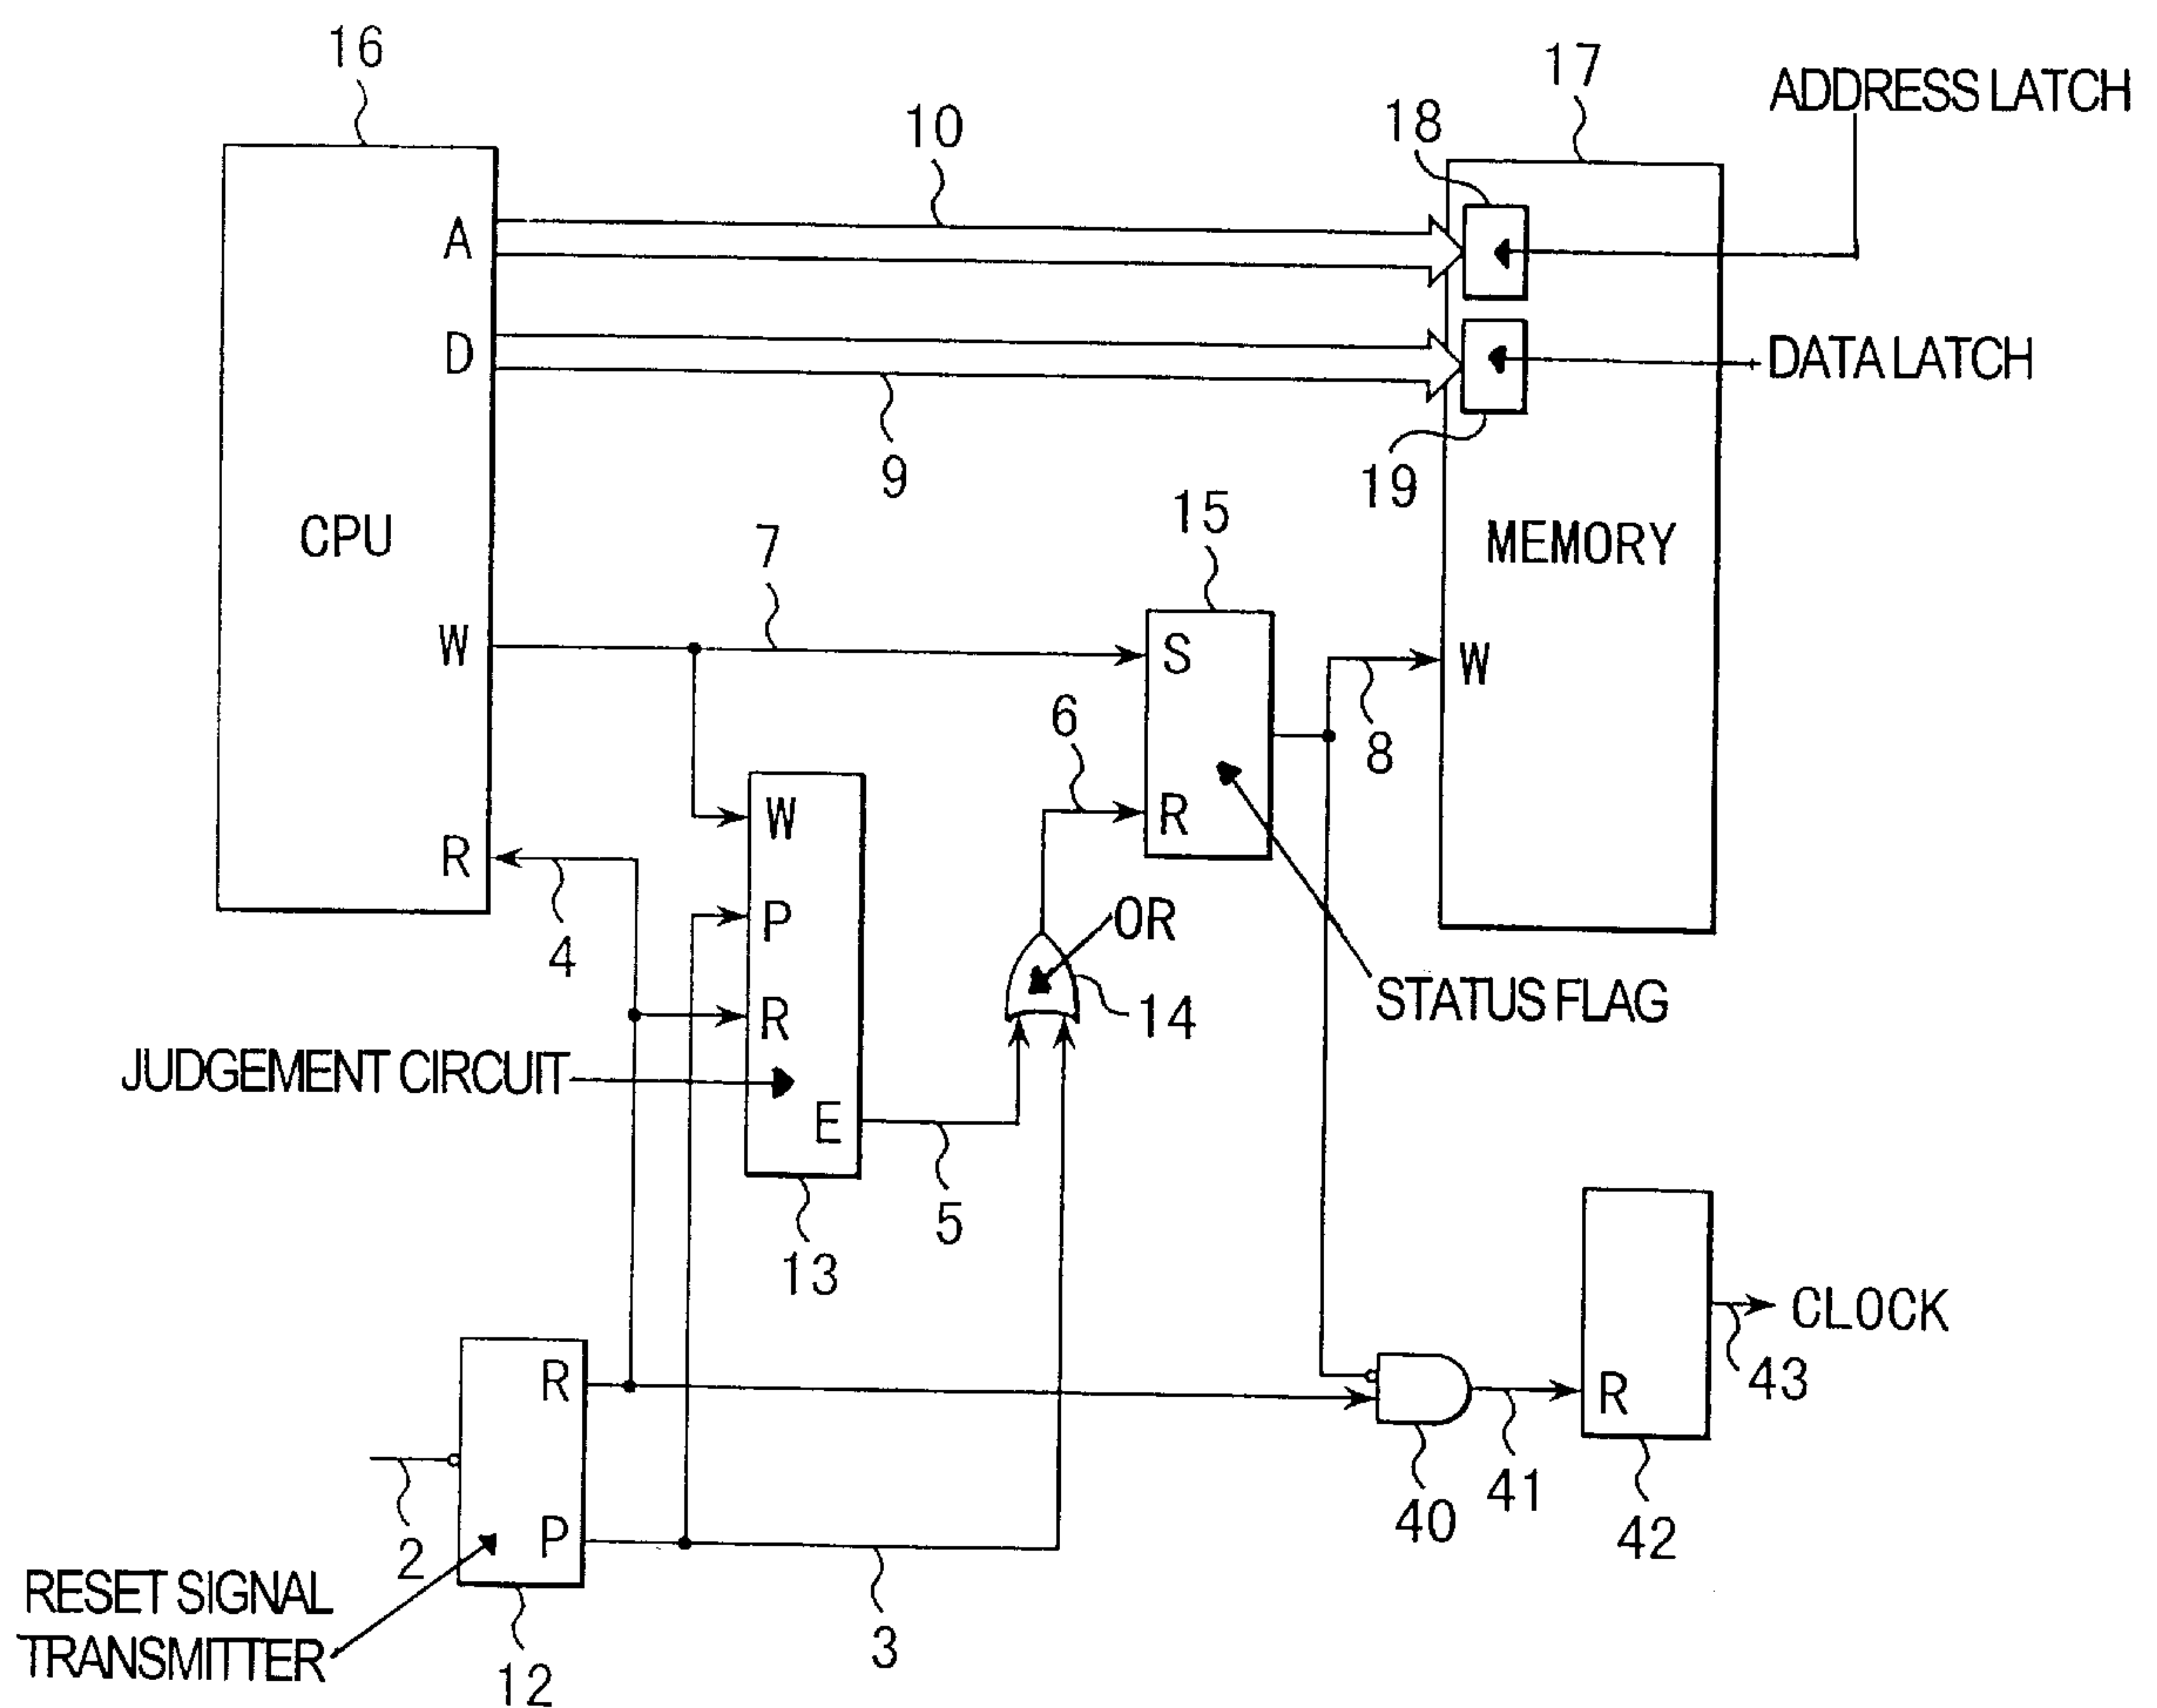 16
17
ADDRESS LATCH
18
10
A
D
DATA LATCH
9
19
15
CPU
MEMORY
7
W
S
W
6
8
W
R
R
P
OR
4
R
14
STATUS FLAG
JUDGEMENT CIRCUIT
E
5
13
CLOCK
R
43
R
2
P
40
41
42
RESET SIGNAL
TRANSMITTER
12
3